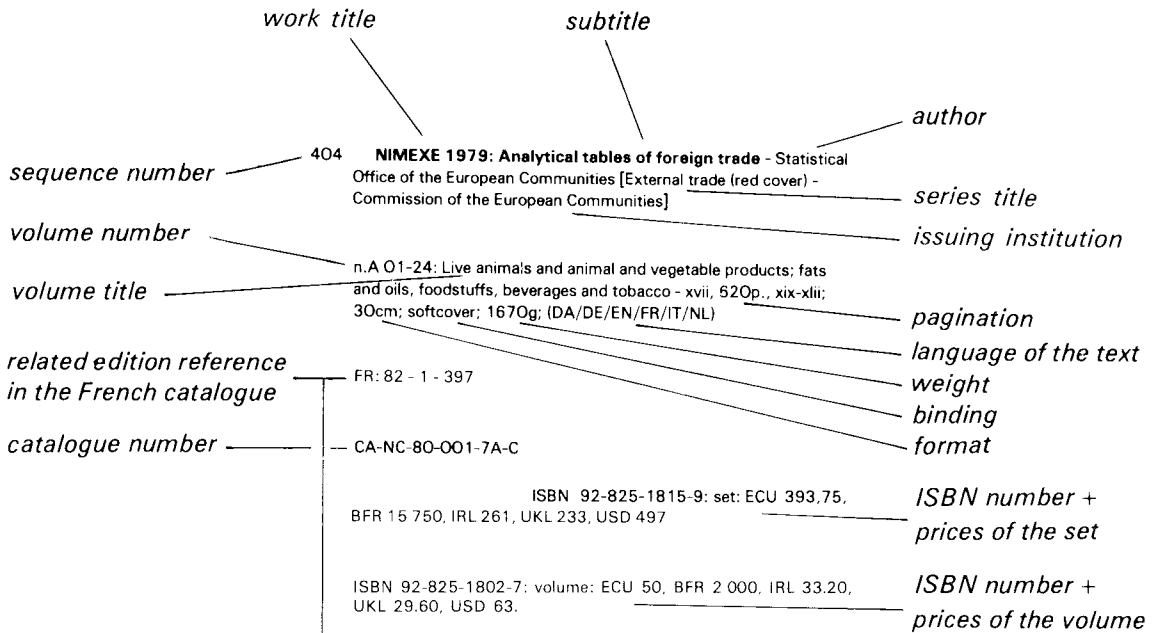 work title
subtitle
author
404 NIMEXE 1979: Analytical tables of foreign trade - Statistical
sequence number
Office of the European Communities [External trade (red cover) -
series title
Commission of the European Communities]
issuing institution
volume number
n.A 01-24: Live animals and animal and vegetable products; fats
volume title
and oils, foodstuffs, beverages and tobacco - xvii, 620p., xix-xlii;
pagination
30cm; softcover; 1670g; (DA/DE/EN/FR/IT/NL)
language of the text
related edition reference
in the French catalogue
FR: 82 - 1 - 397
weight
binding
format
catalogue number
CA-NC-80-001-7A-C
ISBN 92-825-1815-9: set: ECU 393,75,
BFR 15 750, IRL 261, UKL 233, USD 497
ISBN number +
prices of the set
ISBN 92-825-1802-7: volume: ECU 50, BFR 2 000, IRL 33.20,
UKL 29.60, USD 63.
ISBN number +
prices of the volume